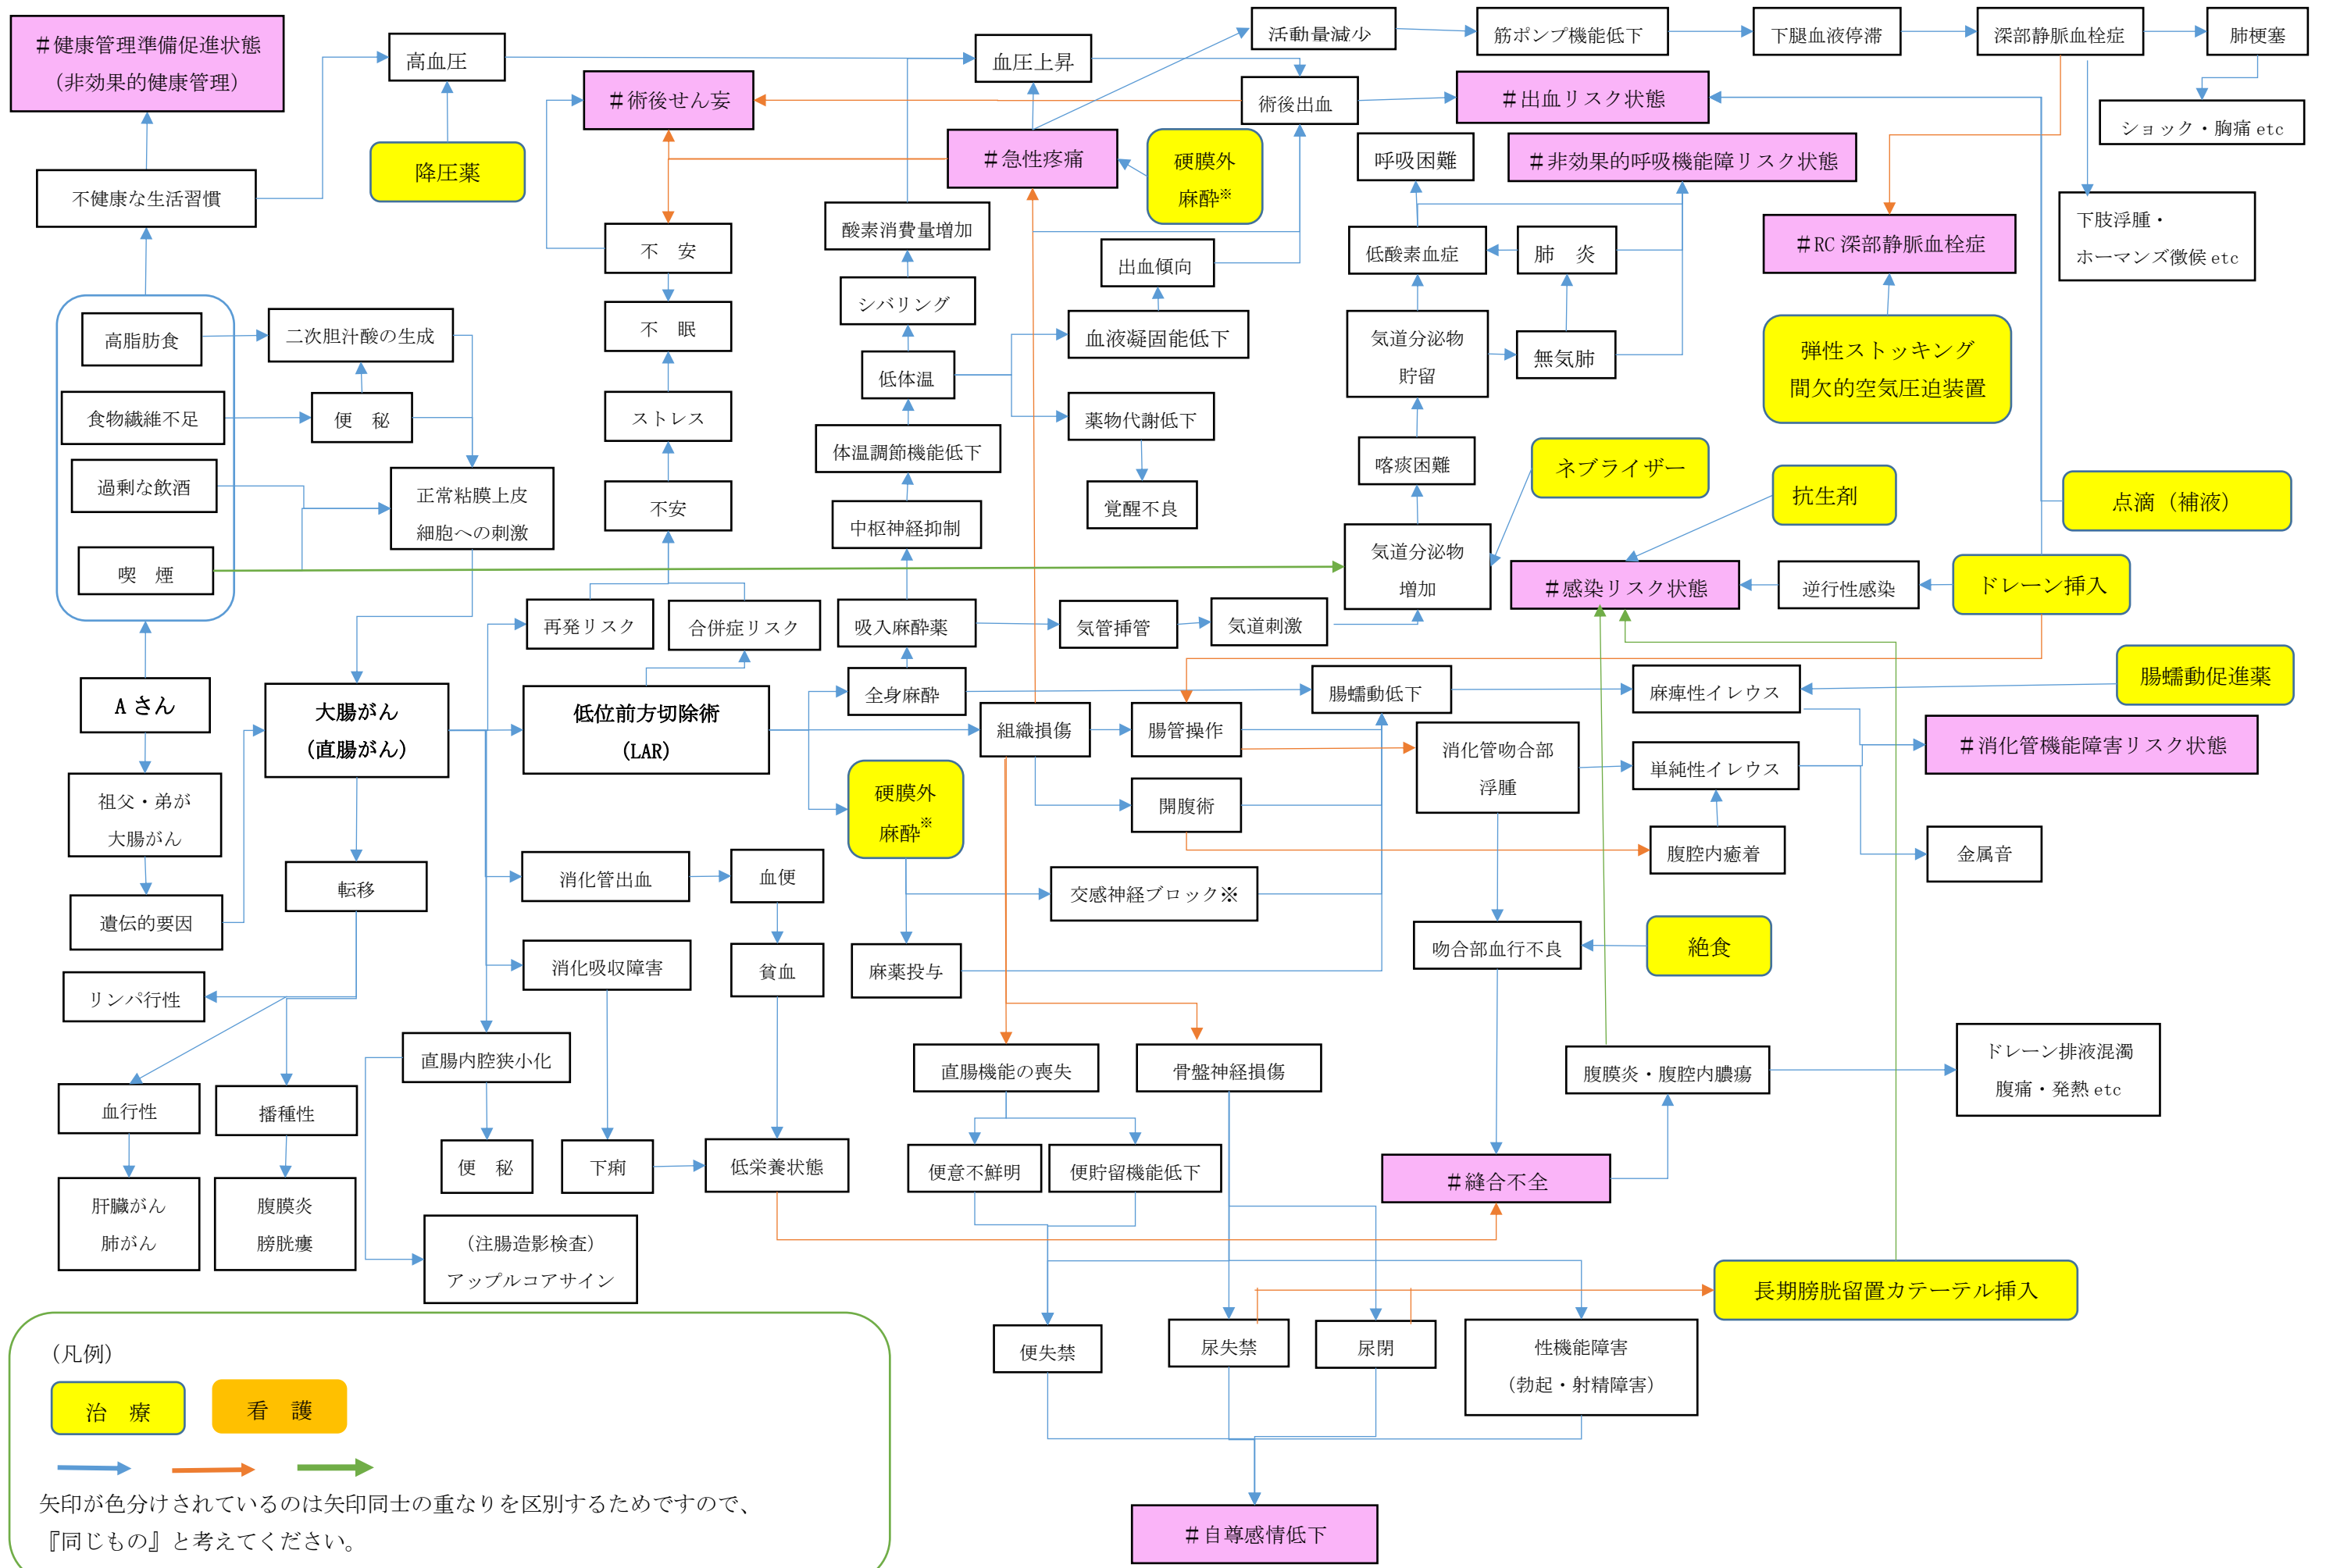 ＃健康管理準備促進状態
（非効果的健康管理）
高血圧
血圧上昇
活動量減少
筋ポンプ機能低下
下腿血液停滞
深部静脈血栓症
肺梗塞
＃術後せん妄
術後出血
＃出血リスク状態
ショック・胸痛 etc
降圧薬
＃急性疼痛
硬膜外
麻酔※
呼吸困難
＃非効果的呼吸機能障リスク状態
不健康な生活習慣
不　安
酸素消費量増加
出血傾向
低酸素血症
肺　炎
＃RC 深部静脈血栓症
下肢浮腫・
ホーマンズ徴候 etc
高脂肪食
二次胆汁酸の生成
不　眠
シバリング
血液凝固能低下
気道分泌物
貯留
無気肺
弾性ストッキング
間欠的空気圧迫装置
食物繊維不足
便　秘
ストレス
低体温
薬物代謝低下
体温調節機能低下
喀痰困難
ネブライザー
過剰な飲酒
正常粘膜上皮
細胞への刺激
不安
中枢神経抑制
覚醒不良
抗生剤
点滴（補液）
喫　煙
気道分泌物
増加
＃感染リスク状態
逆行性感染
ドレーン挿入
再発リスク
合併症リスク
吸入麻酔薬
気管挿管
気道刺激
A さん
大腸がん
（直腸がん）
低位前方切除術
（LAR）
全身麻酔
組織損傷
腸管操作
腸蠕動低下
麻痺性イレウス
腸蠕動促進薬
消化管吻合部
浮腫
単純性イレウス
＃消化管機能障害リスク状態
祖父・弟が
大腸がん
硬膜外
麻酔※
開腹術
腹腔内癒着
金属音
転移
消化管出血
血便
交感神経ブロック※
遺伝的要因
吻合部血行不良
絶食
リンパ行性
消化吸収障害
貧血
麻薬投与
直腸内腔狭小化
直腸機能の喪失
骨盤神経損傷
腹膜炎・腹腔内膿瘍
ドレーン排液混濁
腹痛・発熱 etc
血行性
播種性
便　秘
下痢
低栄養状態
便意不鮮明
便貯留機能低下
＃縫合不全
肝臓がん
肺がん
腹膜炎
膀胱瘻
（注腸造影検査）
アップルコアサイン
長期膀胱留置カテーテル挿入
便失禁
尿失禁
尿閉
性機能障害
（勃起・射精障害）
＃自尊感情低下
（凡例）
治　療
看　護
矢印が色分けされているのは矢印同士の重なりを区別するためですので、
『同じもの』と考えてください。